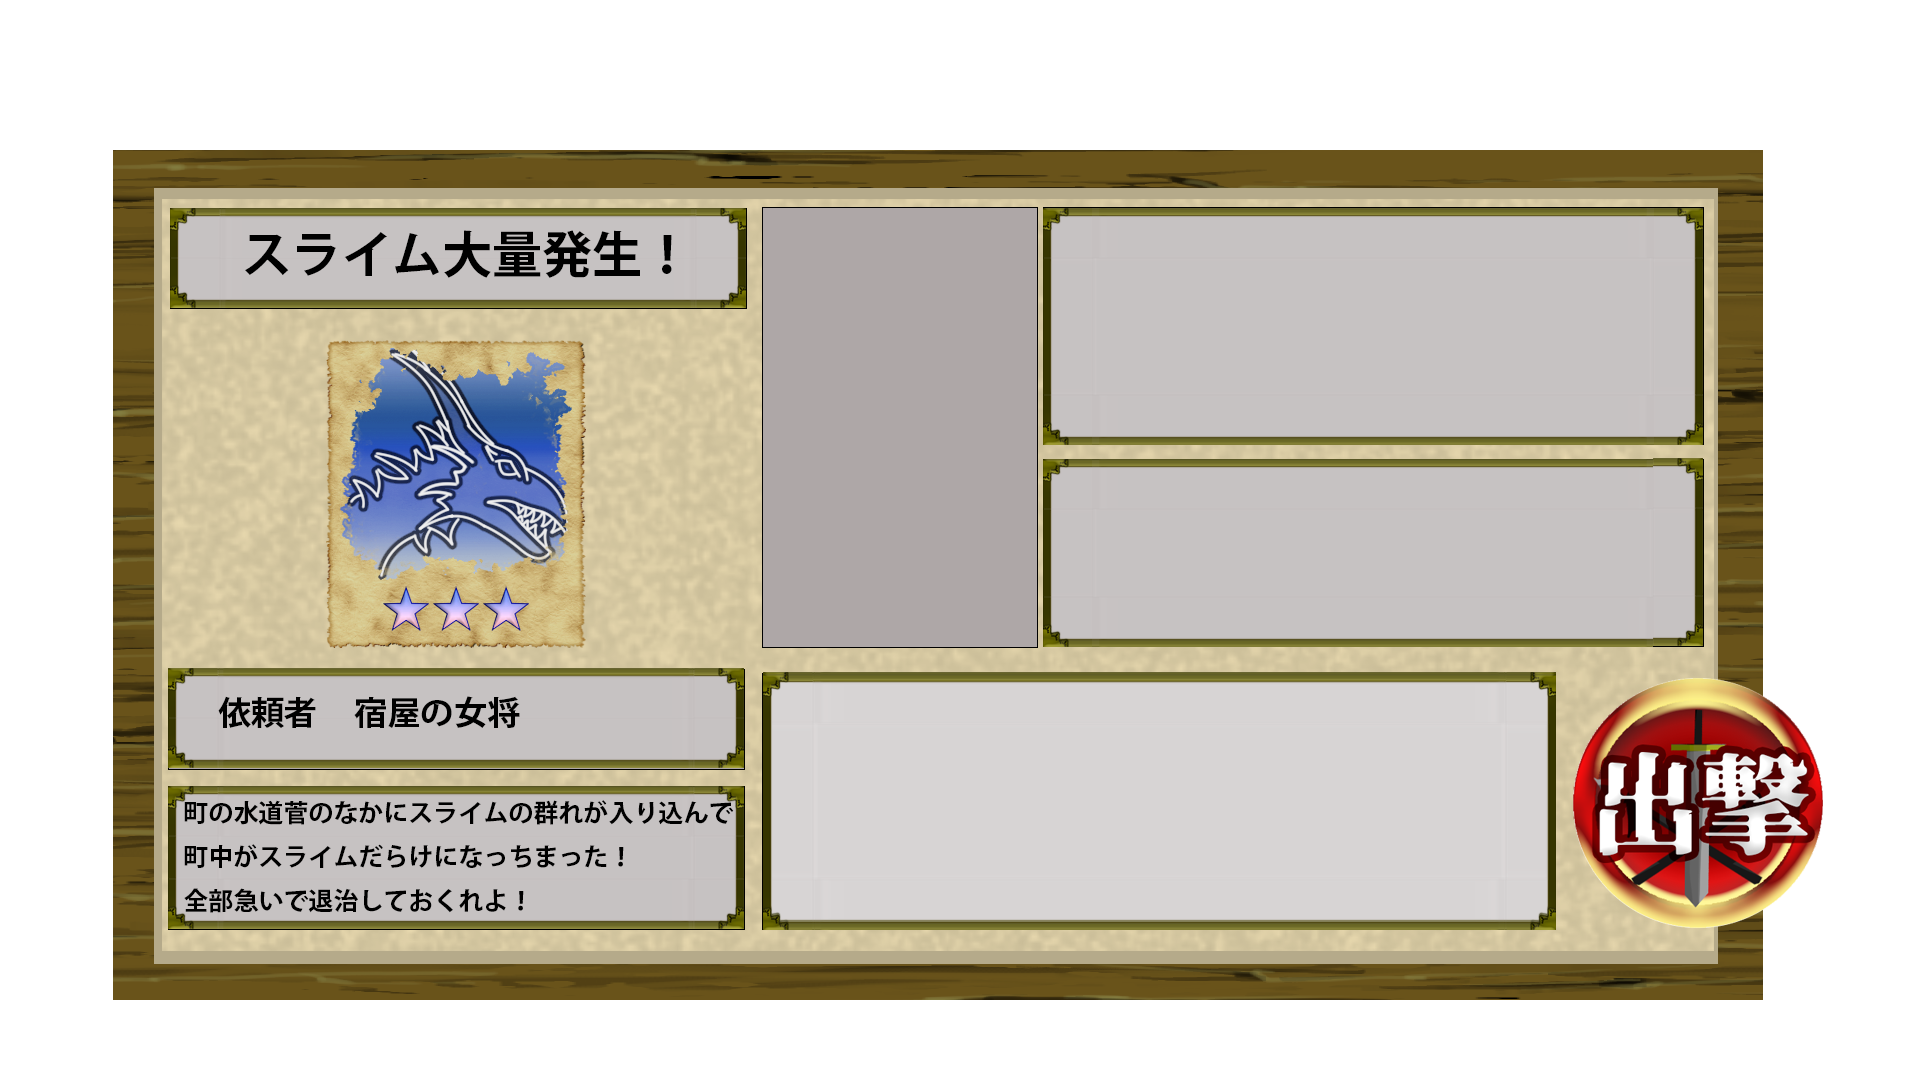 スライム大量発生！
依頼者　宿屋の女将
町の水道菅のなかにスライムの群れが入り込んで
町中がスライムだらけになっちまった！
全部急いで退治しておくれよ！
出撃